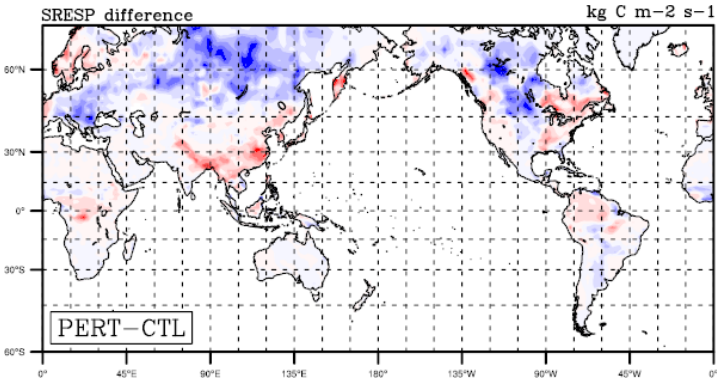 SRESP difference kg C m-2 s-1
60°N
30°N
0°
30°S
PERT-CTL
60°S
0° 45°E 90°E 135°E 180° 135°W 90°W 45°W 0°